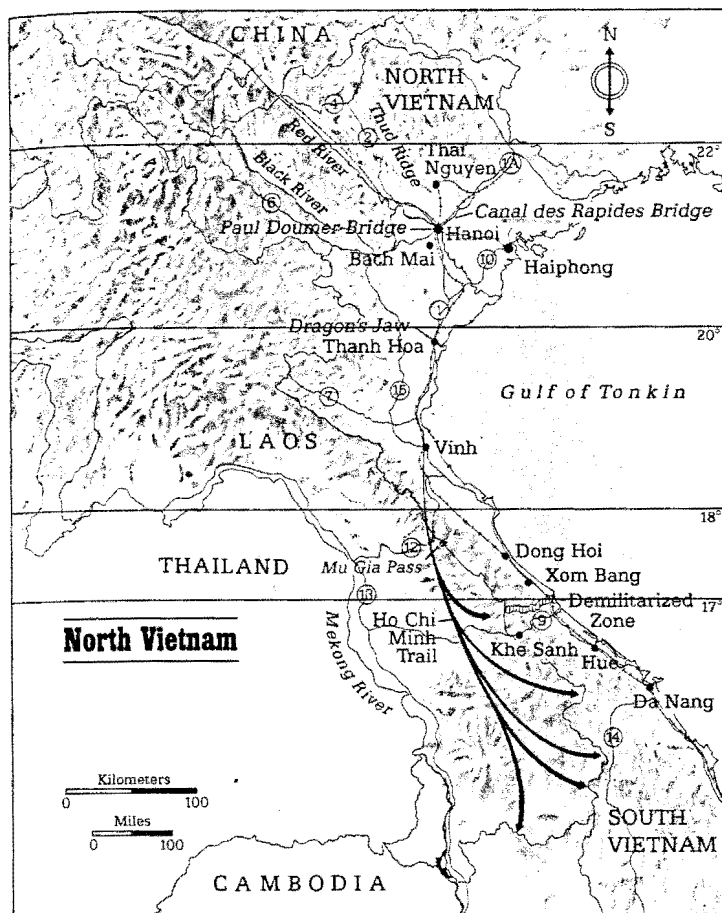 CHINA
N
S
NORTH
VIETNAM
4
2
Thud Ridge
Red River
Thai
Nguyen
1A
22°
Black River
6
Canal des Rapides Bridge
Paul Doumer Bridge
Hanoi
Bach Mai
10
Haiphong
1
20°
Dragon's Jaw
Thanh Hoa
7
15
Gulf of Tonkin
LAOS
Vinh
18°
12
Dong Hoi
THAILAND
Mu Gia Pass
Xom Bang
17°
13
Demilitarized
Zone
North Vietnam
Ho Chi
Minh
Trail
9
Khe Sanh
Hue
Mekong River
Da Nang
14
Kilometers
0 100
Miles
0 100
SOUTH
VIETNAM
CAMBODIA